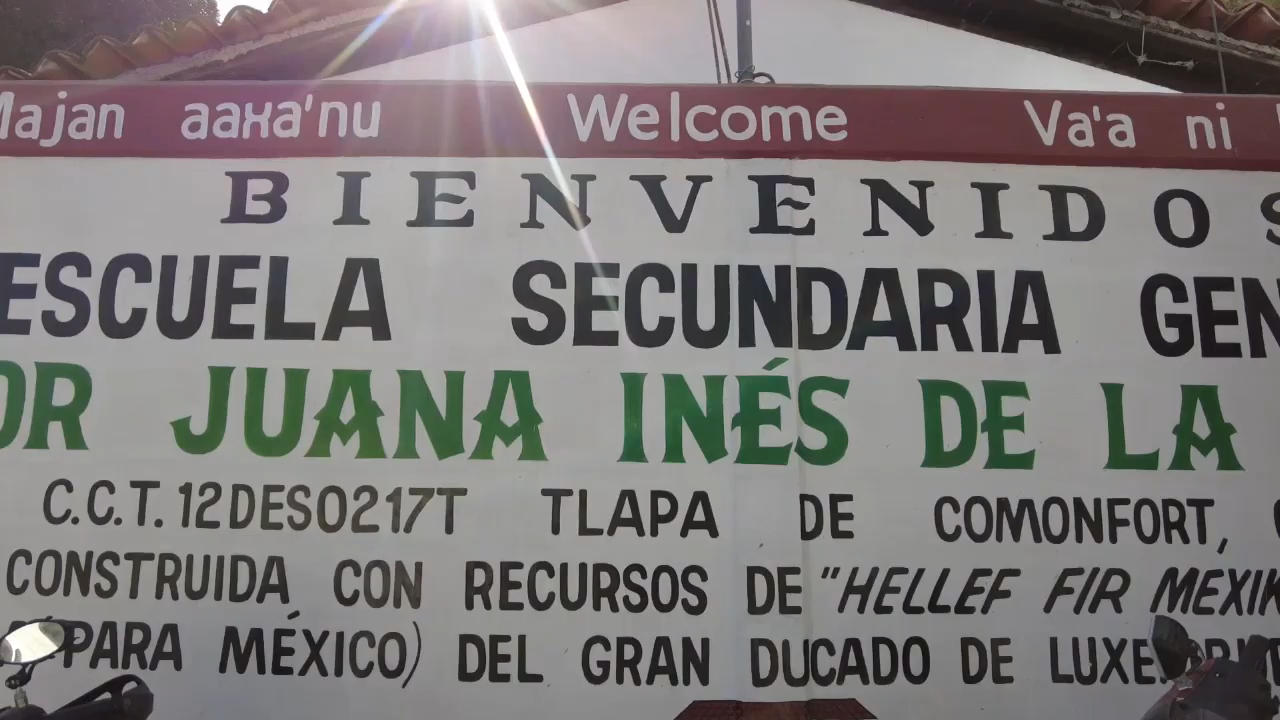 Majan aaxa'nu Welcome Va'a ni
BIENVENIDOS
ESCUELA SECUNDARIA GEN
OR JUANA INÉS DE LA
C.C.T. 12DES0217T TLAPA DE COMONFORT,
CONSTRUIDA CON RECURSOS DE "HELLEF FIR MEXIK
PARA MÉXICO) DEL GRAN DUCADO DE LUXE